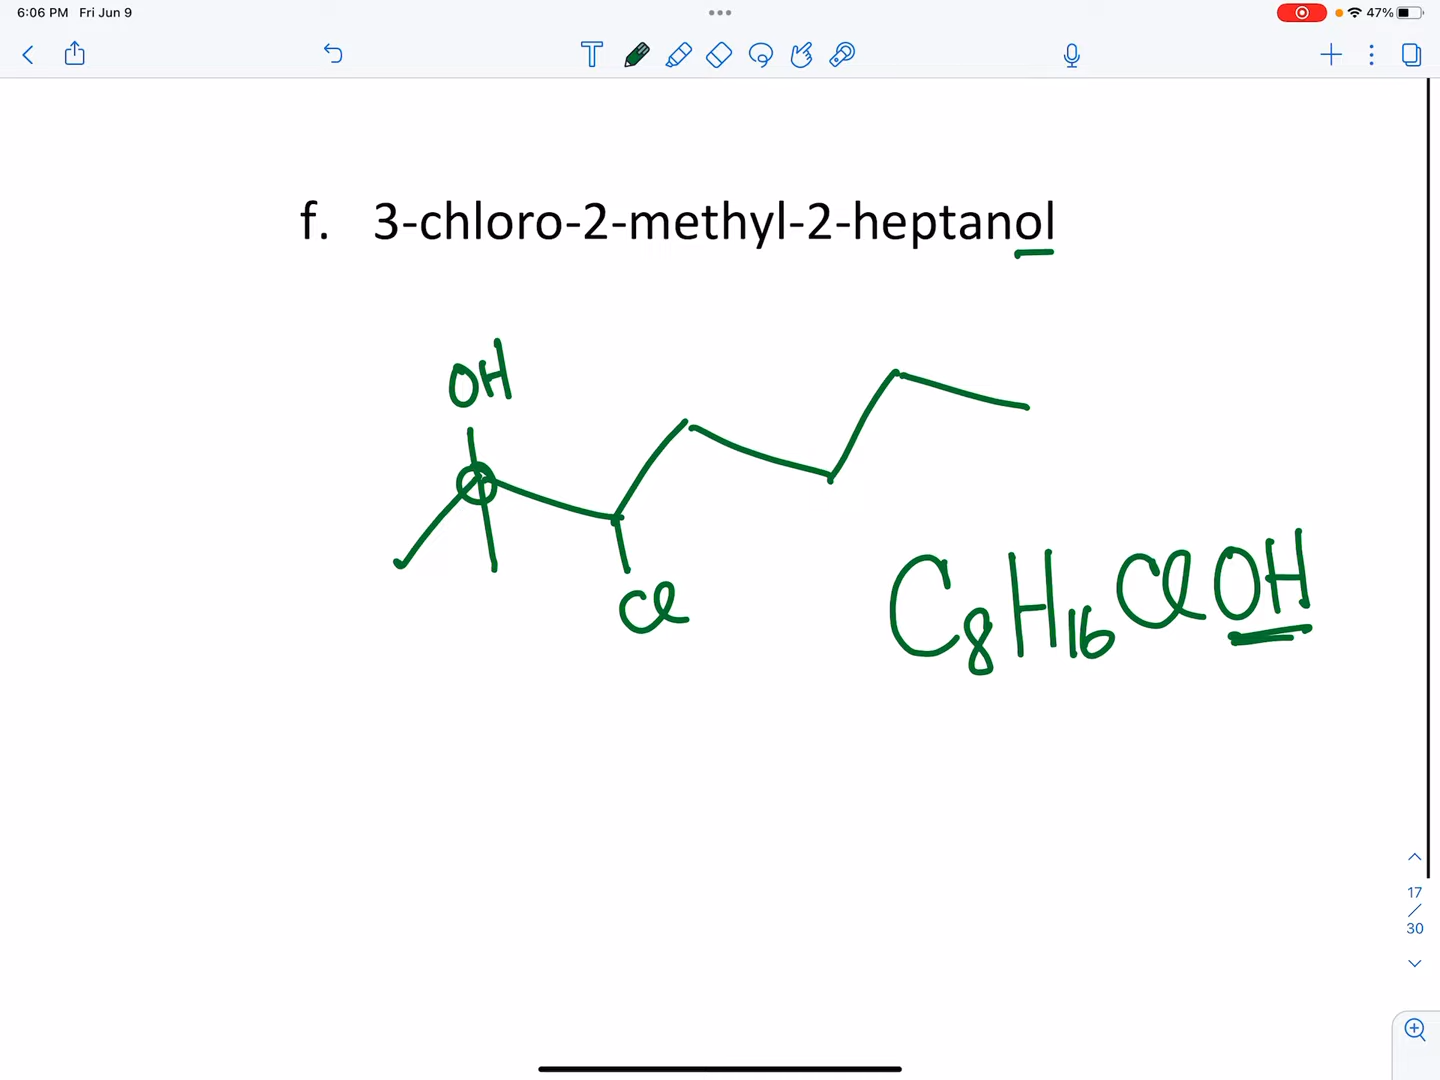 6:06 PM Fri Jun 9
47%
T
f. 3-chloro-2-methyl-2-heptanol
OH
Cl
C₈H₁₆ClOH
17
/
30